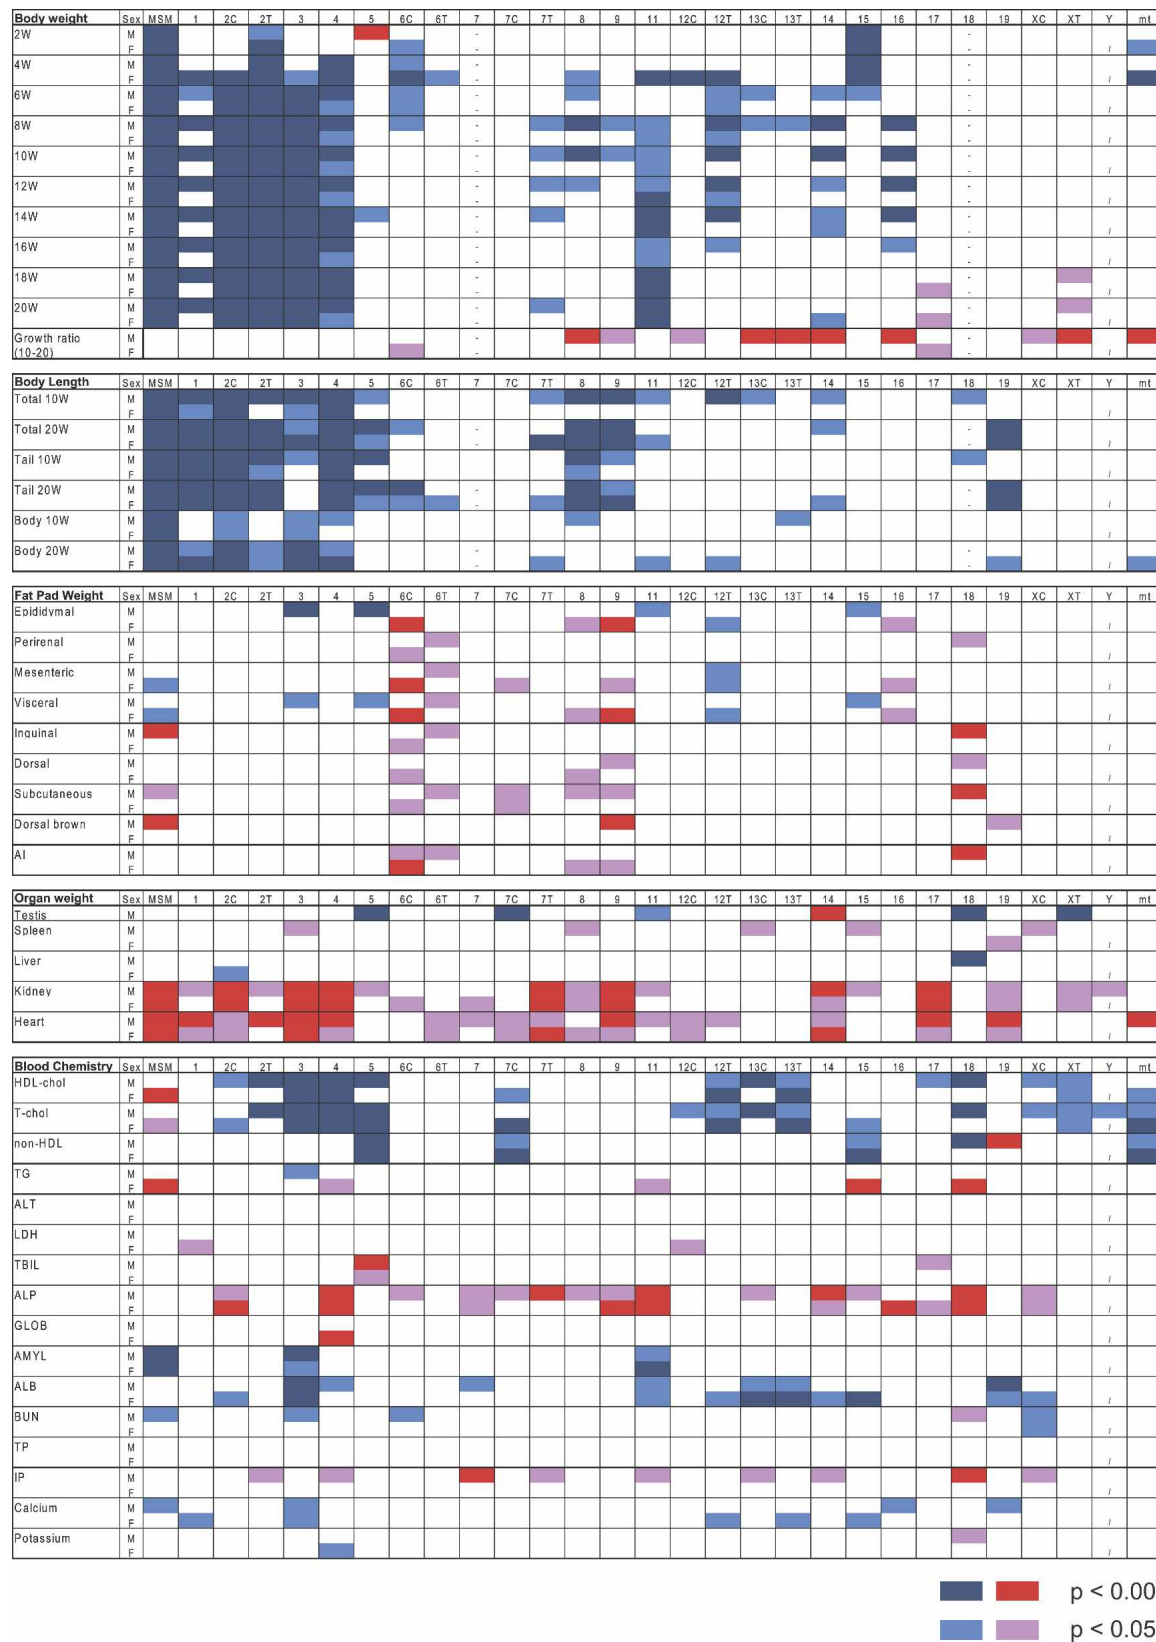 Body weight Sex MSM 1 2C 2T 3 4 5 6C 6T 7 7C 7T 8 9 11 12C 12T 13C 13T 14 15 16 17 18 19 XC XT Y mt
2W M - -
F - / -
4W M - -
F - - /
6W M - -
F - - /
8W M - -
F - - /
10W M - -
F - - /
12W M - -
F - - /
14W M - -
F - - /
16W M - -
F - - /
18W M - -
F - - /
20W M - -
F - - /
Growth ratio M - -
(10-20) F - - /
Body Length Sex MSM 1 2C 2T 3 4 5 6C 6T 7 7C 7T 8 9 11 12C 12T 13C 13T 14 15 16 17 18 19 XC XT Y mt
Total 10W M
F /
Total 20W M - -
F - - /
Tail 10W M
F /
Tail 20W M - -
F - - /
Body 10W M
F /
Body 20W M - -
F - - /
Fat Pad Weight Sex MSM 1 2C 2T 3 4 5 6C 6T 7 7C 7T 8 9 11 12C 12T 13C 13T 14 15 16 17 18 19 XC XT Y mt
Epididymal M
F /
Perirenal M
F /
Mesenteric M
F /
Visceral M
F /
Inguinal M
F /
Dorsal M
F /
Subcutaneous M
F /
Dorsal brown M
F /
AI M
F /
Organ weight Sex MSM 1 2C 2T 3 4 5 6C 6T 7 7C 7T 8 9 11 12C 12T 13C 13T 14 15 16 17 18 19 XC XT Y mt
Testis M
Spleen M
F /
Liver M
F /
Kidney M
F /
Heart M
F /
Blood Chemistry Sex MSM 1 2C 2T 3 4 5 6C 6T 7 7C 7T 8 9 11 12C 12T 13C 13T 14 15 16 17 18 19 XC XT Y mt
HDL-chol M
F /
T-chol M
F /
non-HDL M
F /
TG M
F /
ALT M
F /
LDH M
F /
TBIL M
F /
ALP M
F /
GLOB M
F /
AMYL M
F /
ALB M
F /
BUN M
F /
TP M
F /
IP M
F /
Calcium M
F /
Potassium M
F /
p < 0.00
p < 0.05